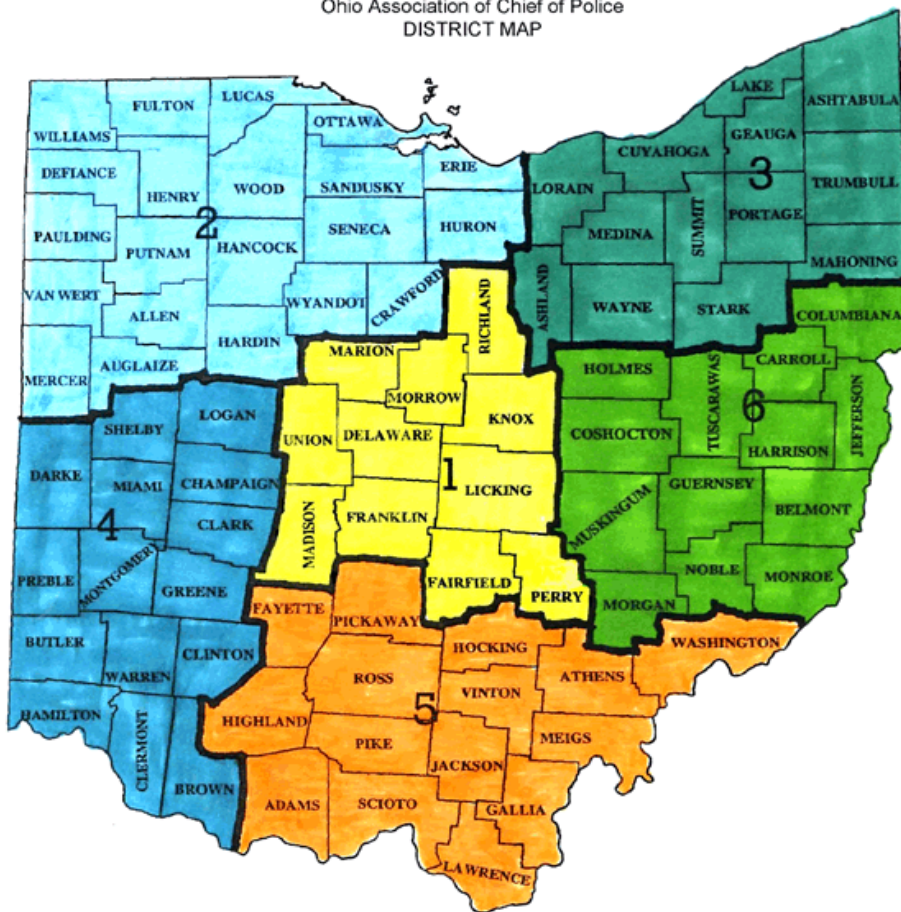 Ohio Association of Chief of Police
DISTRICT MAP
LAKE
ASHTABULA
LUCAS
FULTON
OTTAWA
GEAUGA
WILLIAMS
CUYAHOGA
ERIE
DEFIANCE
3
TRUMBULL
LORAIN
WOOD
SANDUSKY
HENRY
2
SUMMIT
PORTAGE
SENECA
HURON
MEDINA
PAULDING
HANCOCK
PUTNAM
MAHONING
VAN WERT
WYANDOT
CRAWFORD
RICHLAND
ASHLAND
WAYNE
STARK
ALLEN
COLUMBIANA
HARDIN
MARION
CARROLL
AUGLAIZE
HOLMES
MERCER
MORROW
TUSCARAWAS
6
JEFFERSON
LOGAN
KNOX
SHELBY
UNION
DELAWARE
COSHOCTON
HARRISON
DARKE
1
MIAMI
CHAMPAIGN
LICKING
GUERNSEY
BELMONT
4
CLARK
FRANKLIN
MADISON
MUSKINGUM
MONTGOMERY
PREBLE
GREENE
FAIRFIELD
NOBLE
MONROE
PERRY
FAYETTE
MORGAN
PICKAWAY
BUTLER
HOCKING
WASHINGTON
CLINTON
WARREN
ROSS
ATHENS
VINTON
5
HAMILTON
HIGHLAND
CLERMONT
PIKE
MEIGS
JACKSON
BROWN
ADAMS
SCIOTO
GALLIA
LAWRENCE